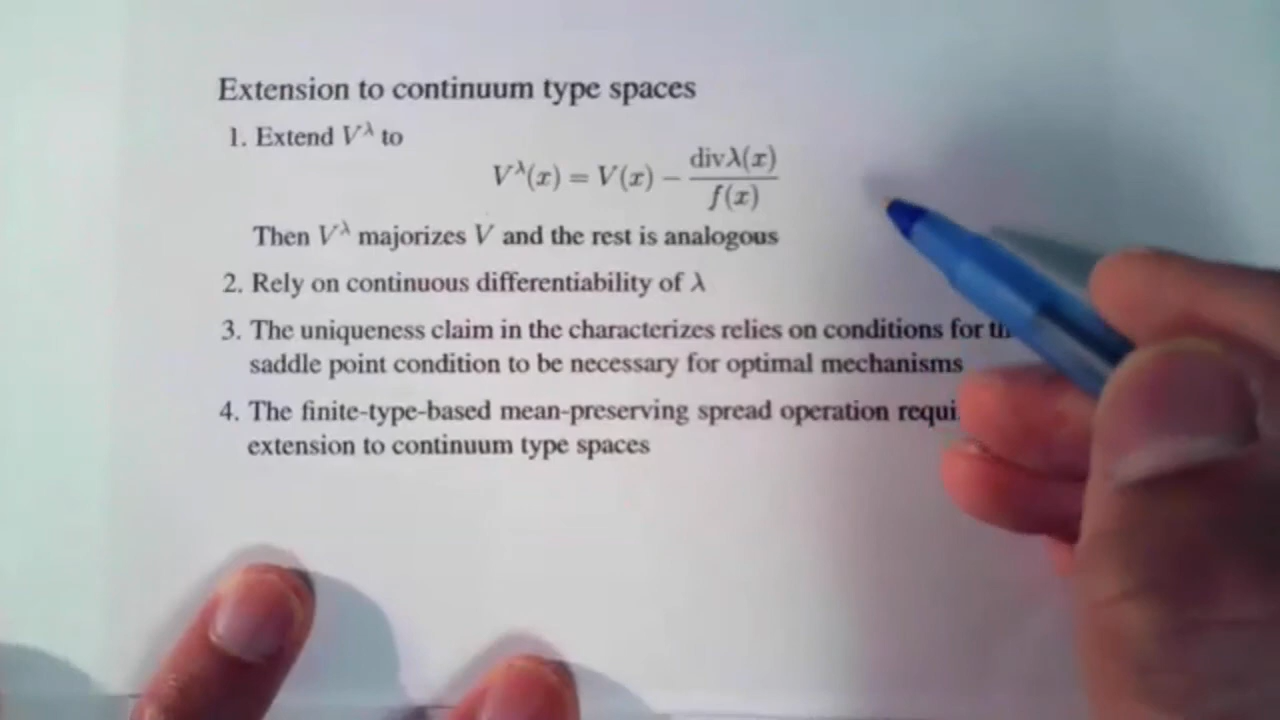 Extension to continuum type spaces
1. Extend V^λ to
V^λ(x) = V(x) − divλ(x) / f(x)
Then V^λ majorizes V and the rest is analogous
2. Rely on continuous differentiability of λ
3. The uniqueness claim in the characterizes relies on conditions for
saddle point condition to be necessary for optimal mechanisms
4. The finite-type-based mean-preserving spread operation
extension to continuum type spaces